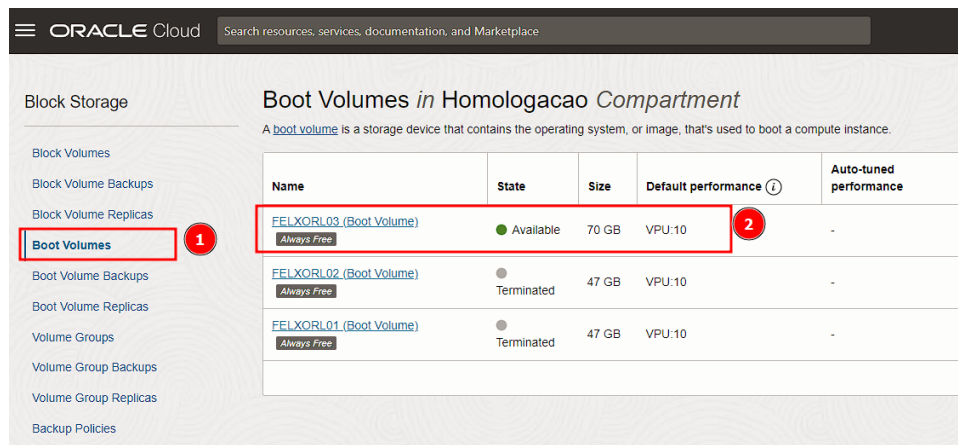 ORACLE Cloud
Search resources, services, documentation, and Marketplace
Block Storage
Block Volumes
Block Volume Backups
Block Volume Replicas
Boot Volumes
1
Boot Volume Backups
Boot Volume Replicas
Volume Groups
Volume Group Backups
Volume Group Replicas
Backup Policies
Boot Volumes in Homologacao Compartment
A boot volume is a storage device that contains the operating system, or image, that's used to boot a compute instance.
Name State Size Default performance i Auto-tuned performance
FELXORL03 (Boot Volume) Available 70 GB VPU:10 -
Always Free
2
FELXORL02 (Boot Volume) Terminated 47 GB VPU:10 -
Always Free
FELXORL01 (Boot Volume) Terminated 47 GB VPU:10 -
Always Free